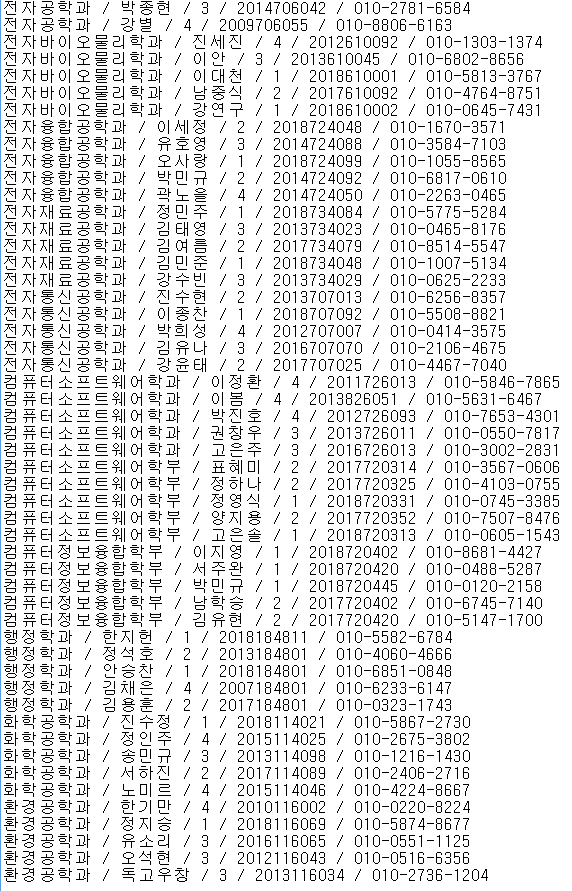 전자공학과 / 박종현 / 3 / 2014706042 / 010-2781-6584
전자공학과 / 강별 / 4 / 2009706055 / 010-8806-6163
전자바이오물리학과 / 진세진 / 4 / 2012610092 / 010-1303-1374
전자바이오물리학과 / 이안 / 3 / 2013610045 / 010-6802-8656
전자바이오물리학과 / 이대천 / 1 / 2018610001 / 010-5813-3767
전자바이오물리학과 / 남중식 / 2 / 2017610092 / 010-4764-8751
전자바이오물리학과 / 강연구 / 1 / 2018610002 / 010-0645-7431
전자융합공학과 / 이세정 / 2 / 2018724048 / 010-1670-3571
전자융합공학과 / 유호영 / 3 / 2014724088 / 010-3584-7103
전자융합공학과 / 오사랑 / 1 / 2018724099 / 010-1055-8565
전자융합공학과 / 박민규 / 2 / 2014724092 / 010-6817-0610
전자융합공학과 / 곽노을 / 4 / 2014724050 / 010-2263-0465
전자재료공학과 / 정민주 / 1 / 2018734084 / 010-5775-5284
전자재료공학과 / 김태영 / 3 / 2013734023 / 010-0465-8176
전자재료공학과 / 김여름 / 2 / 2017734079 / 010-8514-5547
전자재료공학과 / 김민준 / 1 / 2018734048 / 010-1007-5134
전자재료공학과 / 강수빈 / 3 / 2013734029 / 010-0625-2233
전자통신공학과 / 진수현 / 2 / 2013707013 / 010-6256-8357
전자통신공학과 / 이종찬 / 1 / 2018707092 / 010-5508-8821
전자통신공학과 / 박희성 / 4 / 2012707007 / 010-0414-3575
전자통신공학과 / 김유나 / 3 / 2016707070 / 010-2106-4675
전자통신공학과 / 강윤태 / 2 / 2017707025 / 010-4467-7040
컴퓨터소프트웨어학과 / 이정환 / 4 / 2011726013 / 010-5846-7865
컴퓨터소프트웨어학과 / 이봄 / 4 / 2013826051 / 010-5631-6467
컴퓨터소프트웨어학과 / 박진호 / 4 / 2012726093 / 010-7653-4301
컴퓨터소프트웨어학과 / 권창우 / 3 / 2013726011 / 010-0550-7817
컴퓨터소프트웨어학과 / 고은주 / 3 / 2016726013 / 010-3002-2831
컴퓨터소프트웨어학부 / 표혜미 / 2 / 2017720314 / 010-3567-0606
컴퓨터소프트웨어학부 / 정하나 / 2 / 2017720325 / 010-4103-0755
컴퓨터소프트웨어학부 / 정영식 / 1 / 2018720331 / 010-0745-3385
컴퓨터소프트웨어학부 / 양지용 / 2 / 2017720352 / 010-7507-8476
컴퓨터소프트웨어학부 / 고은솔 / 1 / 2018720313 / 010-0605-1543
컴퓨터정보융합학부 / 이지영 / 1 / 2018720402 / 010-8681-4427
컴퓨터정보융합학부 / 서주완 / 1 / 2018720420 / 010-0488-5287
컴퓨터정보융합학부 / 박민규 / 1 / 2018720445 / 010-0120-2158
컴퓨터정보융합학부 / 남학승 / 2 / 2017720402 / 010-6745-7140
컴퓨터정보융합학부 / 김유현 / 2 / 2017720420 / 010-5147-1700
행정학과 / 한지헌 / 1 / 2018184811 / 010-5582-6784
행정학과 / 정석호 / 2 / 2013184801 / 010-4060-4666
행정학과 / 안승찬 / 1 / 2018184801 / 010-6851-0848
행정학과 / 김채은 / 4 / 2007184801 / 010-6233-6147
행정학과 / 김용훈 / 2 / 2017184801 / 010-0323-1743
화학공학과 / 진수정 / 1 / 2018114021 / 010-5867-2730
화학공학과 / 정인주 / 4 / 2015114025 / 010-2675-3802
화학공학과 / 송민규 / 3 / 2013114098 / 010-1216-1430
화학공학과 / 서하진 / 2 / 2017114089 / 010-2406-2716
화학공학과 / 노미르 / 4 / 2015114046 / 010-4224-8667
환경공학과 / 한기만 / 4 / 2010116002 / 010-0220-8224
환경공학과 / 정지승 / 1 / 2018116069 / 010-5874-8677
환경공학과 / 유소리 / 3 / 2016116065 / 010-0551-1125
환경공학과 / 오석현 / 3 / 2012116043 / 010-0516-6356
환경공학과 / 독고우창 / 3 / 2013116034 / 010-2736-1204